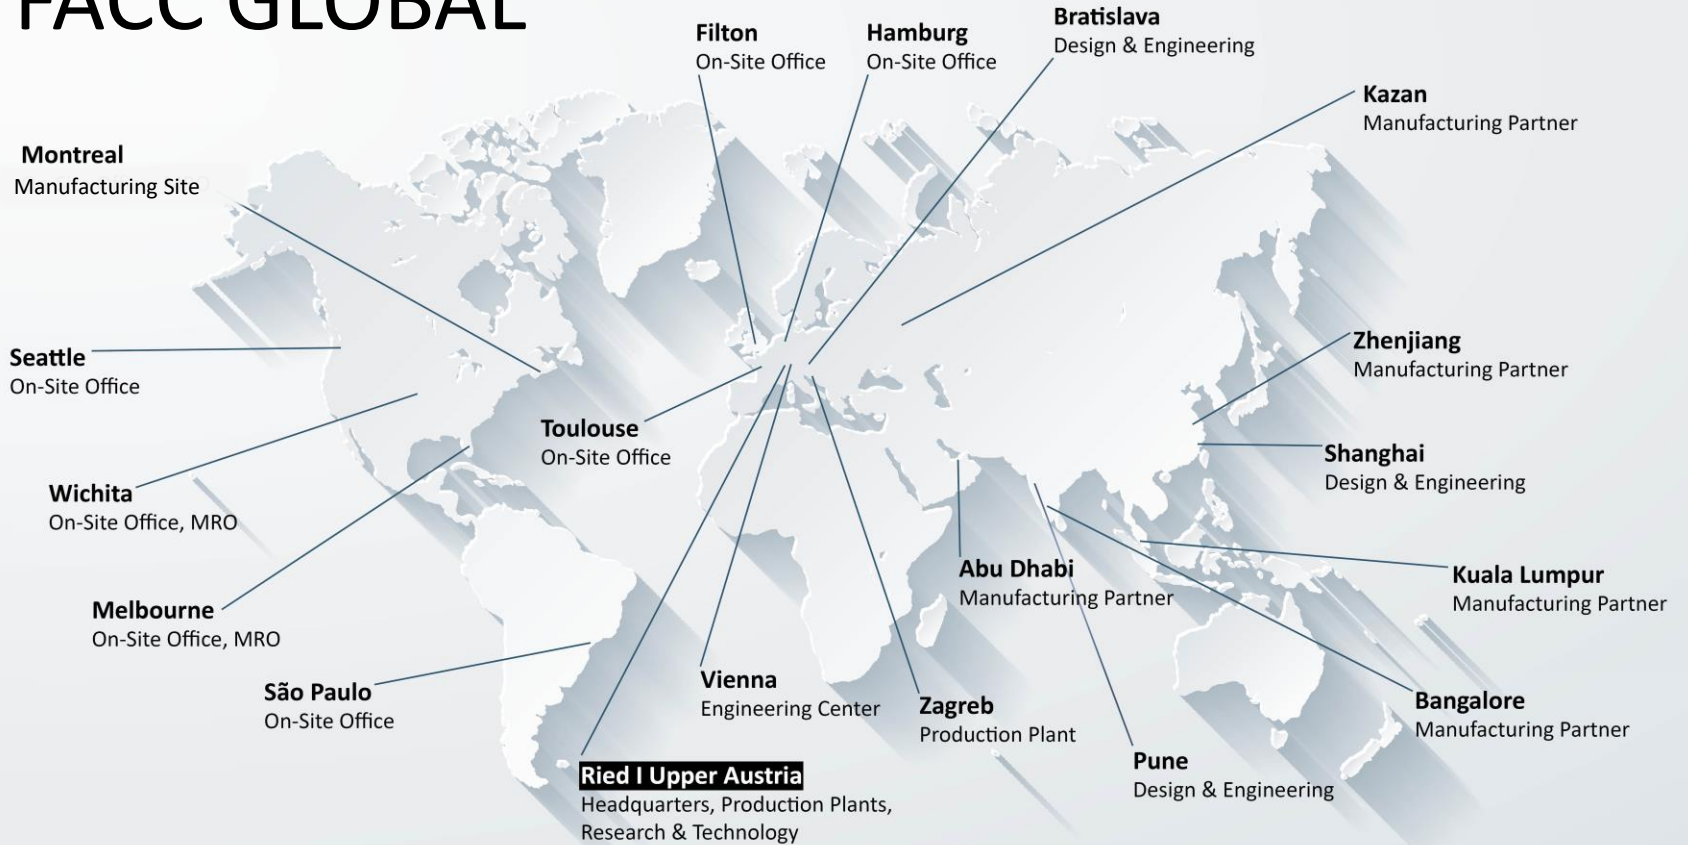 FACC GLOBAL
Filton
On-Site Office
Hamburg
On-Site Office
Bratislava
Design & Engineering
Kazan
Manufacturing Partner
Montreal
Manufacturing Site
Seattle
On-Site Office
Zhenjiang
Manufacturing Partner
Toulouse
On-Site Office
Shanghai
Design & Engineering
Wichita
On-Site Office, MRO
Abu Dhabi
Manufacturing Partner
Kuala Lumpur
Manufacturing Partner
Melbourne
On-Site Office, MRO
São Paulo
On-Site Office
Vienna
Engineering Center
Zagreb
Production Plant
Bangalore
Manufacturing Partner
Pune
Design & Engineering
Ried I Upper Austria
Headquarters, Production Plants,
Research & Technology